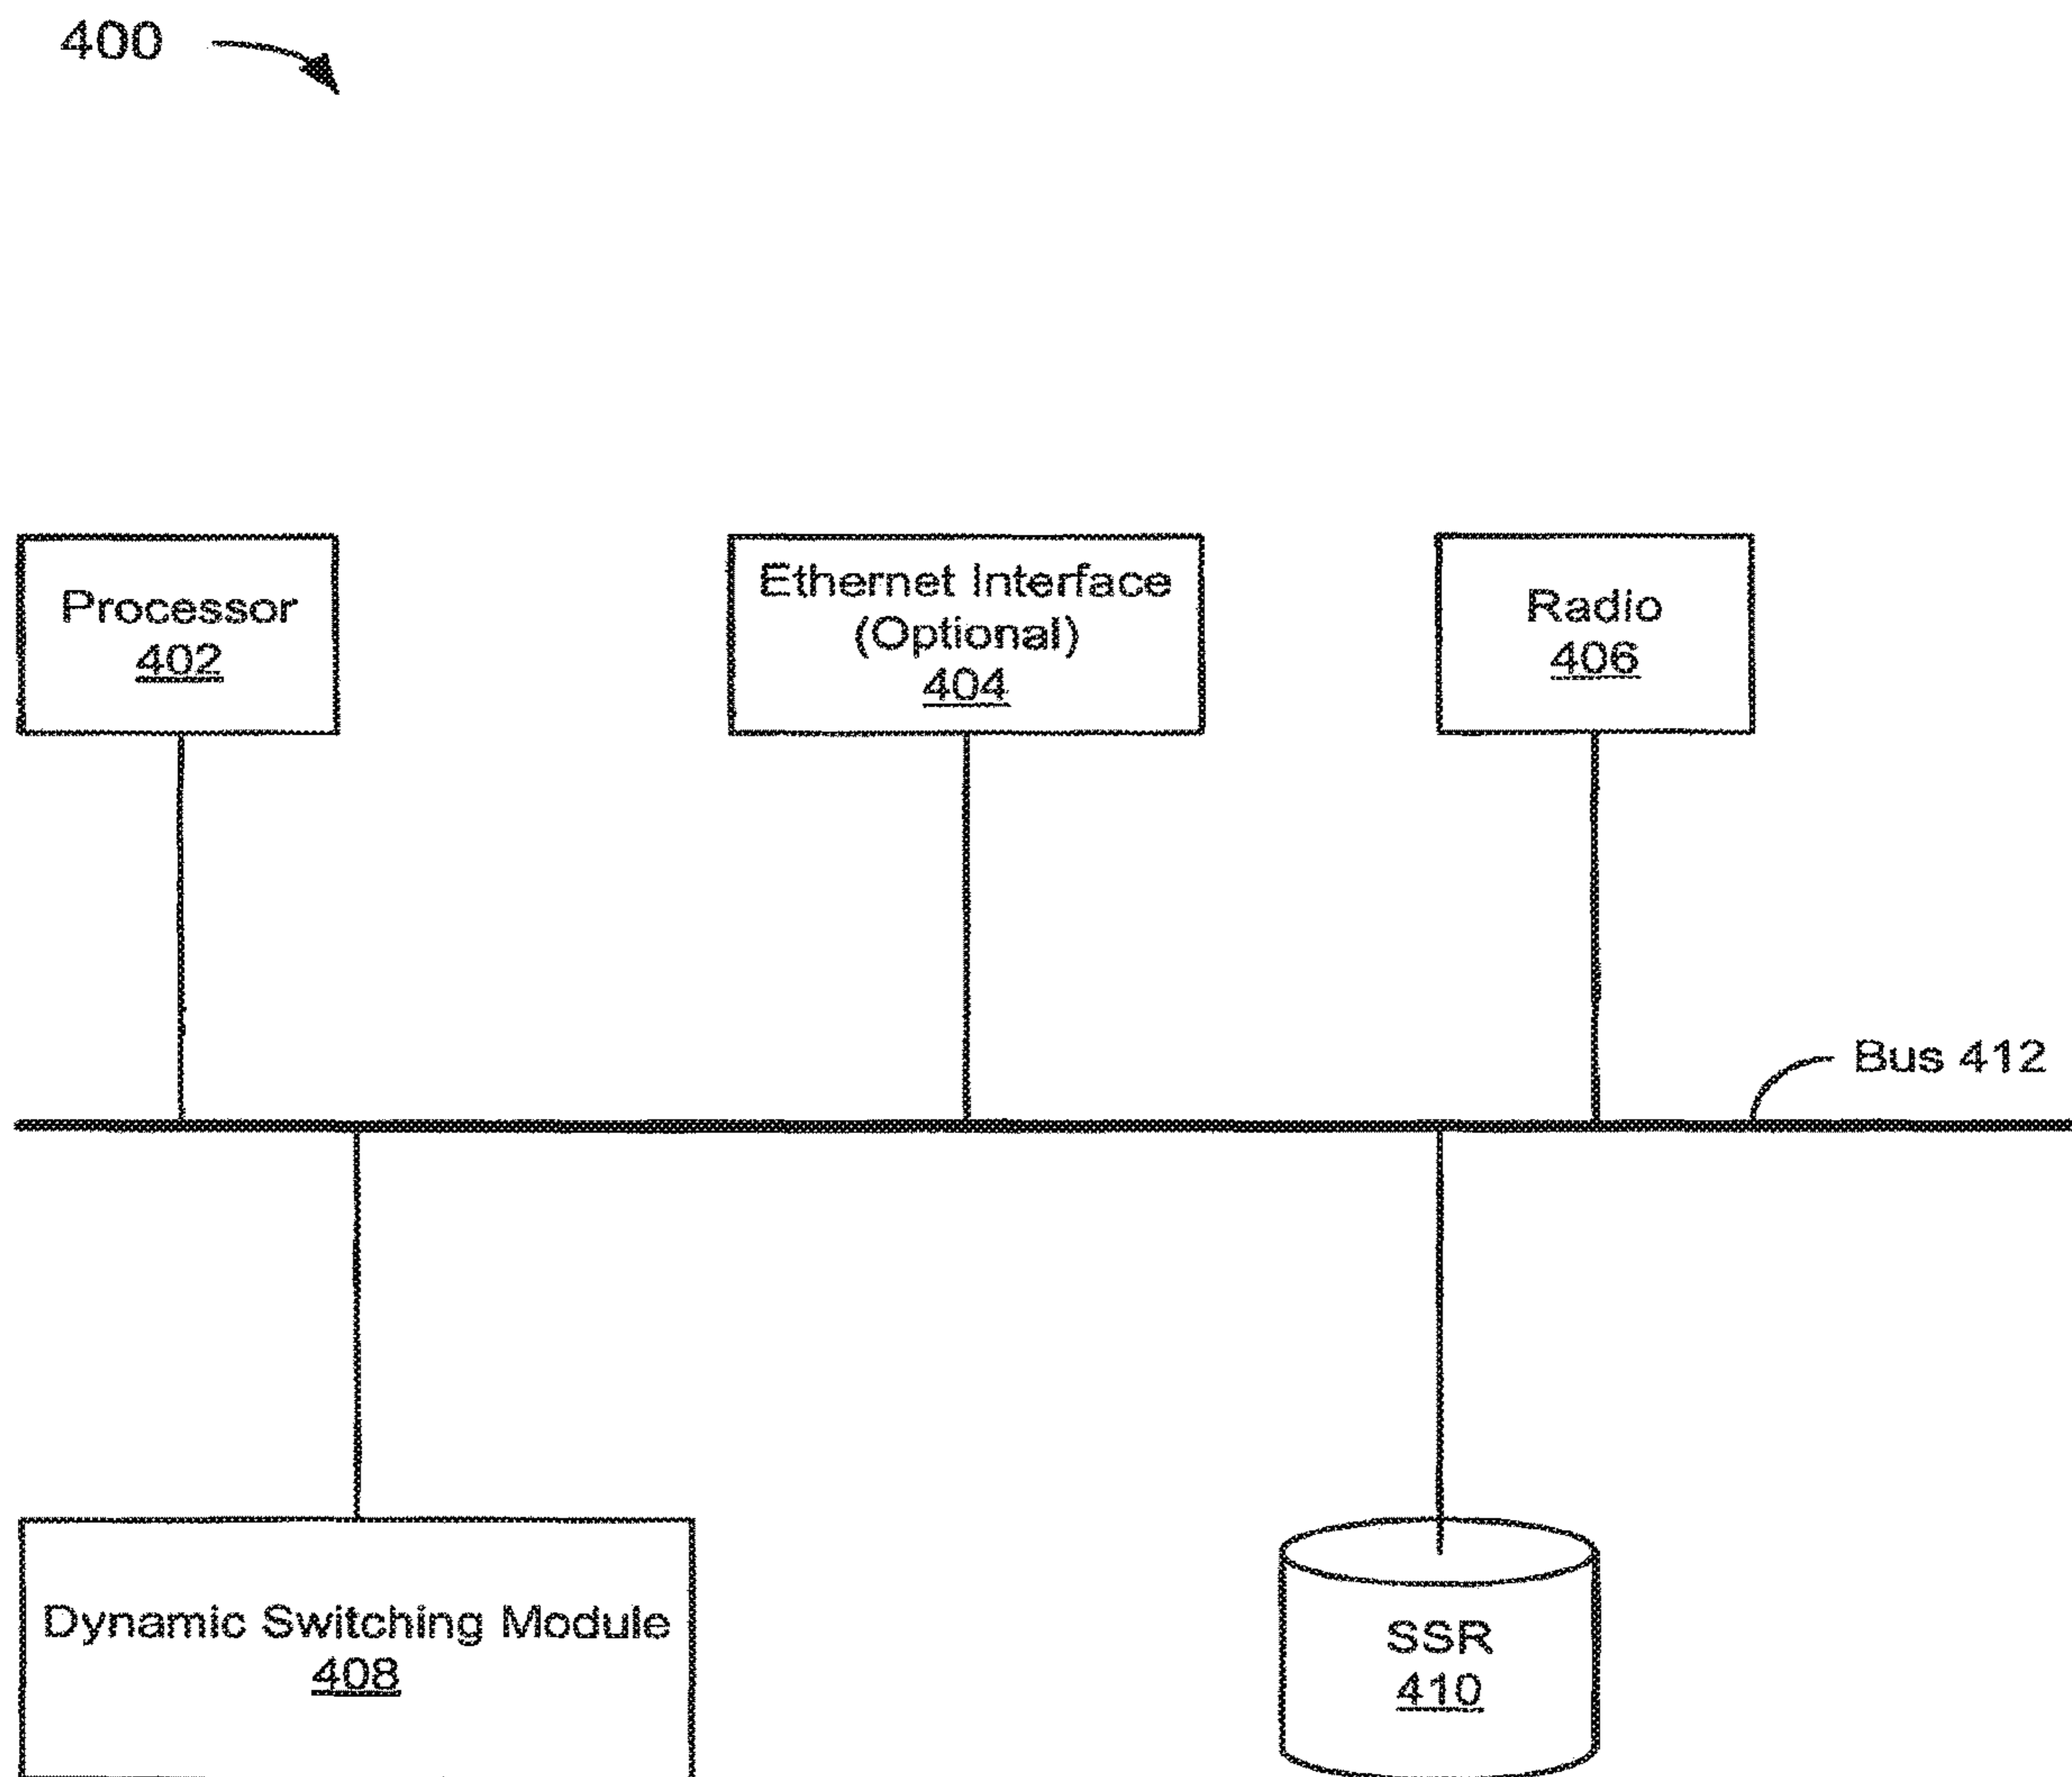 400
Processor
402
Ethernet Interface
(Optional)
404
Radio
406
Bus 412
Dynamic Switching Module
408
SSR
410